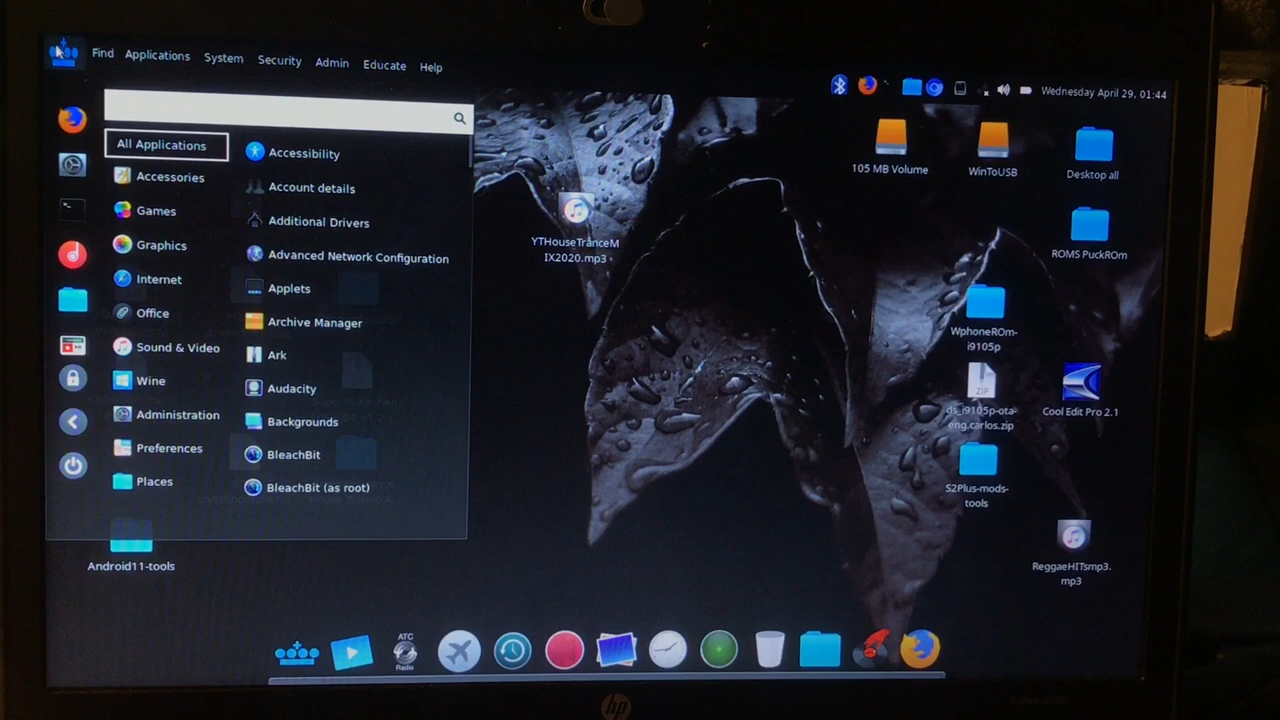 Find Applications System Security Admin Educate Help
Wednesday April 29, 01:44
All Applications
Accessories
Games
Graphics
Internet
Office
Sound & Video
Wine
Administration
Preferences
Places
Accessibility
Account details
Additional Drivers
Advanced Network Configuration
Applets
Archive Manager
Ark
Audacity
Backgrounds
BleachBit
BleachBit (as root)
YTHouseTranceM
IX2020.mp3
105 MB Volume
WinToUSB
Desktop all
ROMS PuckROm
WphoneROm-
i9105p
ZIP
ds_i9105p-ota-
eng.carlos.zip
Cool Edit Pro 2.1
S2Plus-mods-
tools
ReggaeHITsmp3.
mp3
Android11-tools
ATC
Radio
hp